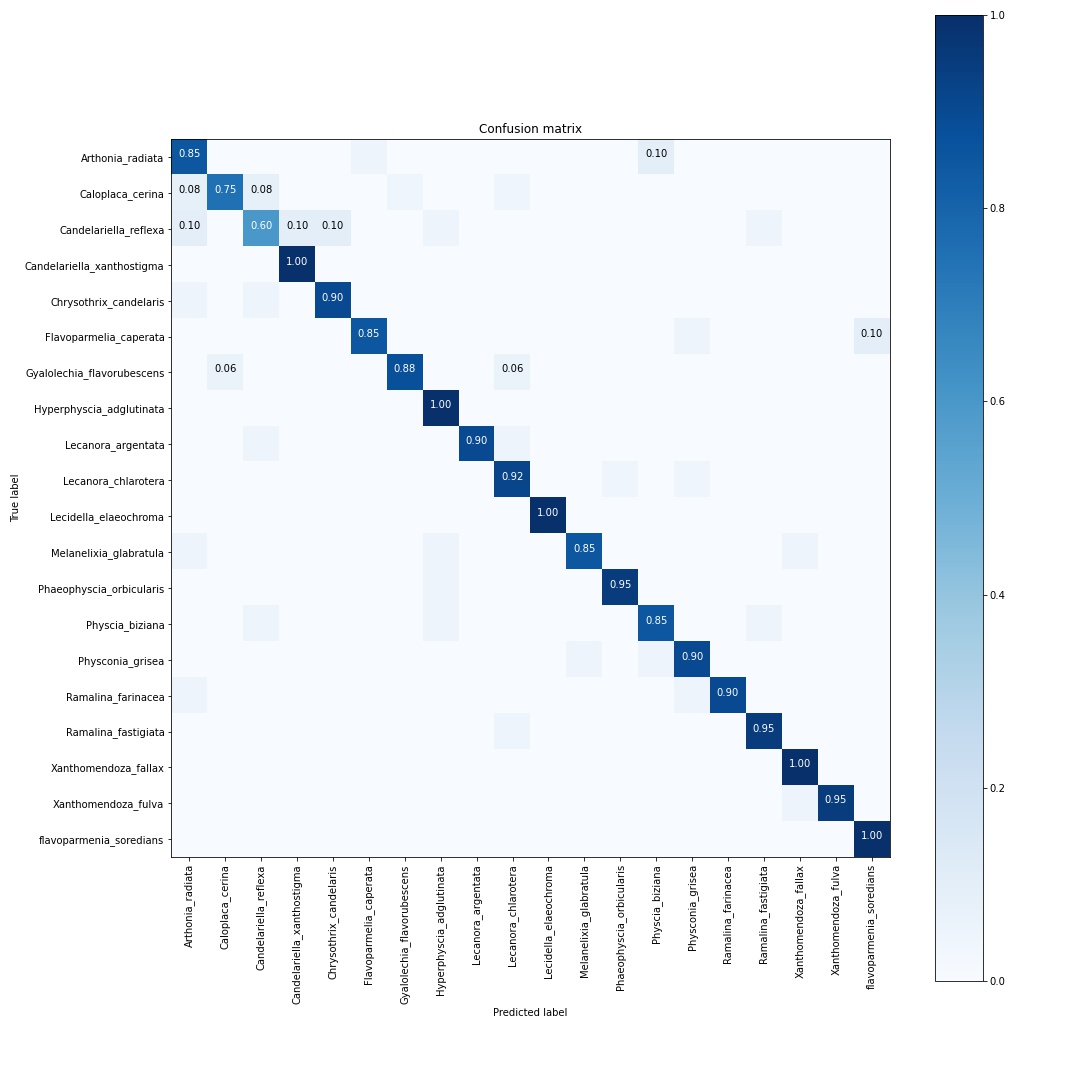 Confusion matrix
1.0
0.8
0.6
0.4
0.2
0.0
True label
Arthonia_radiata 0.85 0.10
Caloplaca_cerina 0.08 0.75 0.08
Candelariella_reflexa 0.10 0.60 0.10 0.10
Candelariella_xanthostigma 1.00
Chrysothrix_candelaris 0.90
Flavoparmelia_caperata 0.85 0.10
Gyalolechia_flavorubescens 0.06 0.88 0.06
Hyperphyscia_adglutinata 1.00
Lecanora_argentata 0.90
Lecanora_chlarotera 0.92
Lecidella_elaeochroma 1.00
Melanelixia_glabratula 0.85
Phaeophyscia_orbicularis 0.95
Physcia_biziana 0.85
Physconia_grisea 0.90
Ramalina_farinacea 0.90
Ramalina_fastigiata 0.95
Xanthomendoza_fallax 1.00
Xanthomendoza_fulva 0.95
flavoparmenia_soredians 1.00
Arthonia_radiata
Caloplaca_cerina
Candelariella_reflexa
Candelariella_xanthostigma
Chrysothrix_candelaris
Flavoparmelia_caperata
Gyalolechia_flavorubescens
Hyperphyscia_adglutinata
Lecanora_argentata
Lecanora_chlarotera
Lecidella_elaeochroma
Melanelixia_glabratula
Phaeophyscia_orbicularis
Physcia_biziana
Physconia_grisea
Ramalina_farinacea
Ramalina_fastigiata
Xanthomendoza_fallax
Xanthomendoza_fulva
flavoparmenia_soredians
Predicted label